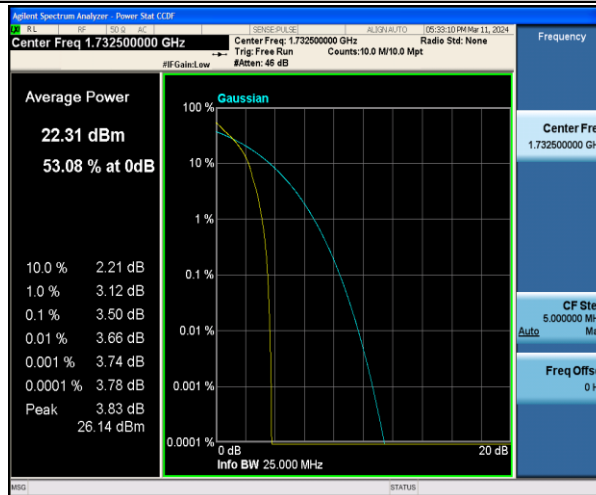 Agilent Spectrum Analyzer - Power Stat CCDF
RL RF 50 Ω AC SENSE:PULSE ALIGN AUTO 05:33:10 PM Mar 11, 2024
Center Freq 1.732500000 GHz
Center Freq: 1.732500000 GHz Radio Std: None
Trig: Free Run Counts:10.0 M/10.0 Mpt
#IFGain:Low #Atten: 46 dB
Frequency
Average Power
22.31 dBm
53.08 % at 0dB
10.0 % 2.21 dB
1.0 % 3.12 dB
0.1 % 3.50 dB
0.01 % 3.66 dB
0.001 % 3.74 dB
0.0001 % 3.78 dB
Peak 3.83 dB
26.14 dBm
Gaussian
100 %
10 %
1 %
0.1 %
0.01 %
0.001 %
0.0001 %
0 dB 20 dB
Info BW 25.000 MHz
Center Fre
1.732500000 GH
CF Ste
5.000000 MH
Auto Ma
Freq Offs
0 H
MSG STATUS